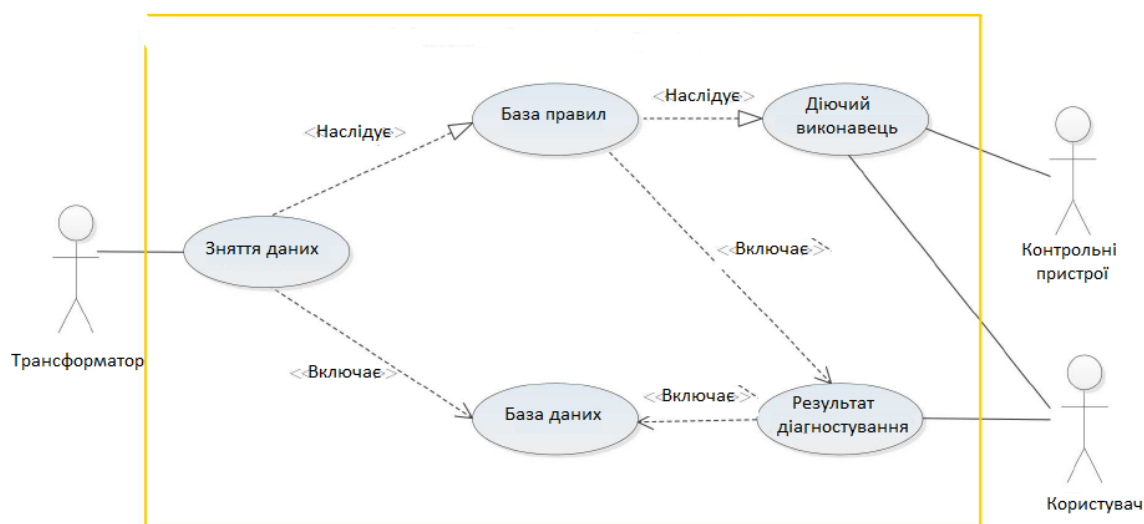 <<Наслідує>>
База правил
<<Наслідує>>
Діючий
виконавець
Зняття даних
<<Включає>>
Контрольні
пристрої
Трансформатор
<<Включає>>
База даних
<<Включає>>
Результат
діагностування
Користувач